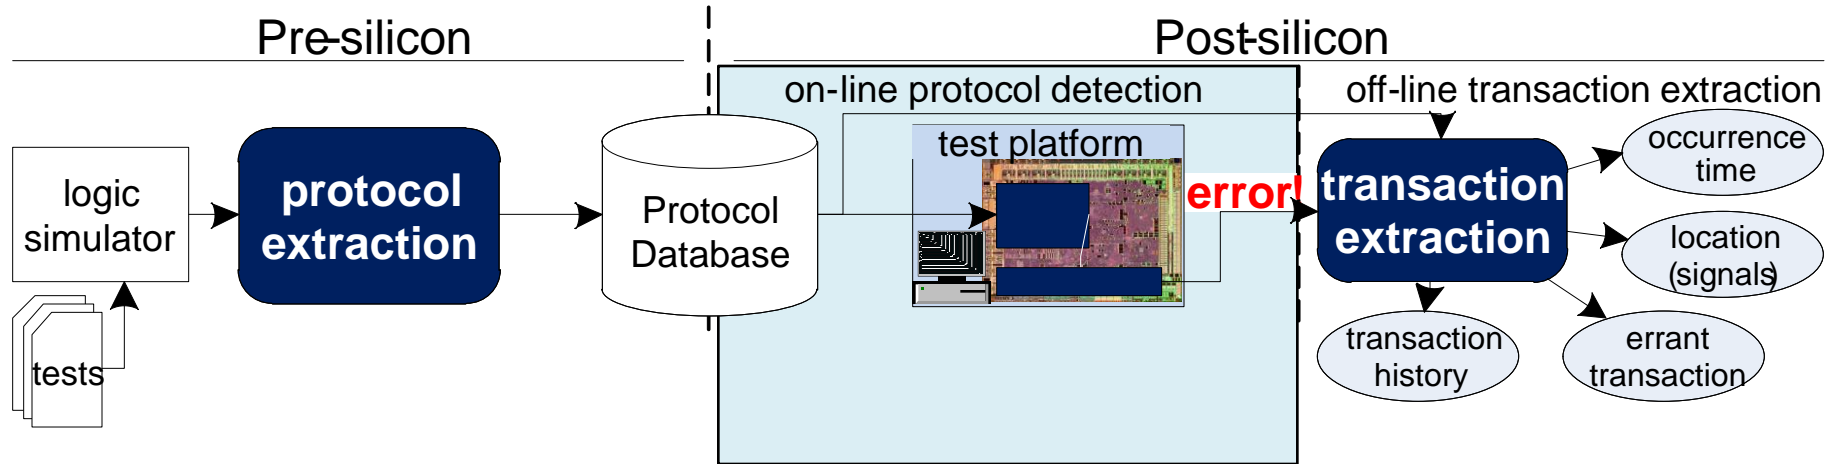 Pre-silicon
Post-silicon
on-line protocol detection
off-line transaction extraction
logic
simulator
tests
protocol
extraction
Protocol
Database
test platform
error!
transaction
extraction
occurrence
time
location
(signals)
errant
transaction
transaction
history